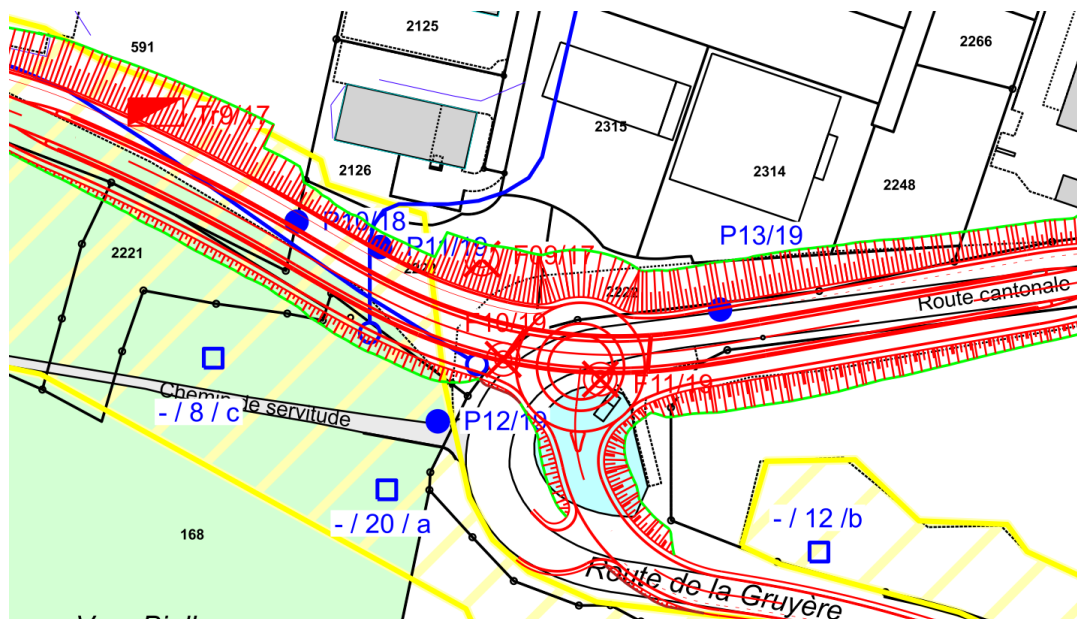 2125
2266
591
2315
Tr9/17
2126
2314
2248
P10/18
P13/19
P11/19
F09/17
2221
2222
Route cantonale
F10/19
F11/19
Chemin de servitude
- / 8 / c
P12/19
- / 20 / a
- / 12 /b
168
Route de la Gruyère